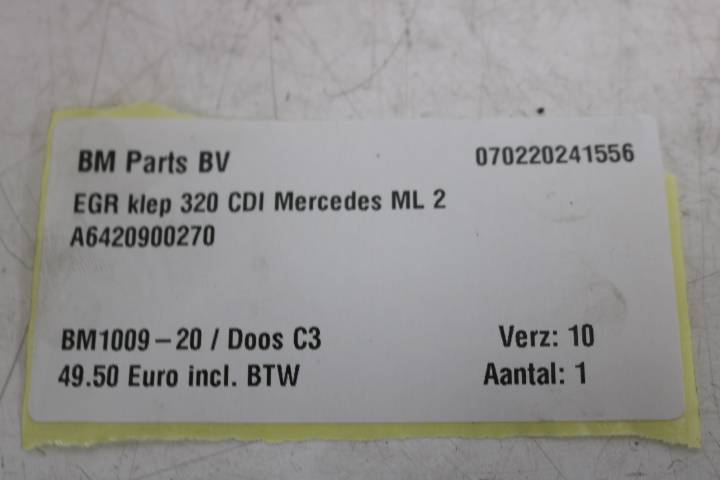 BM Parts BV 070220241556
EGR klep 320 CDI Mercedes ML 2
A6420900270
BM1009-20 / Doos C3 Verz: 10
49.50 Euro incl. BTW Aantal: 1